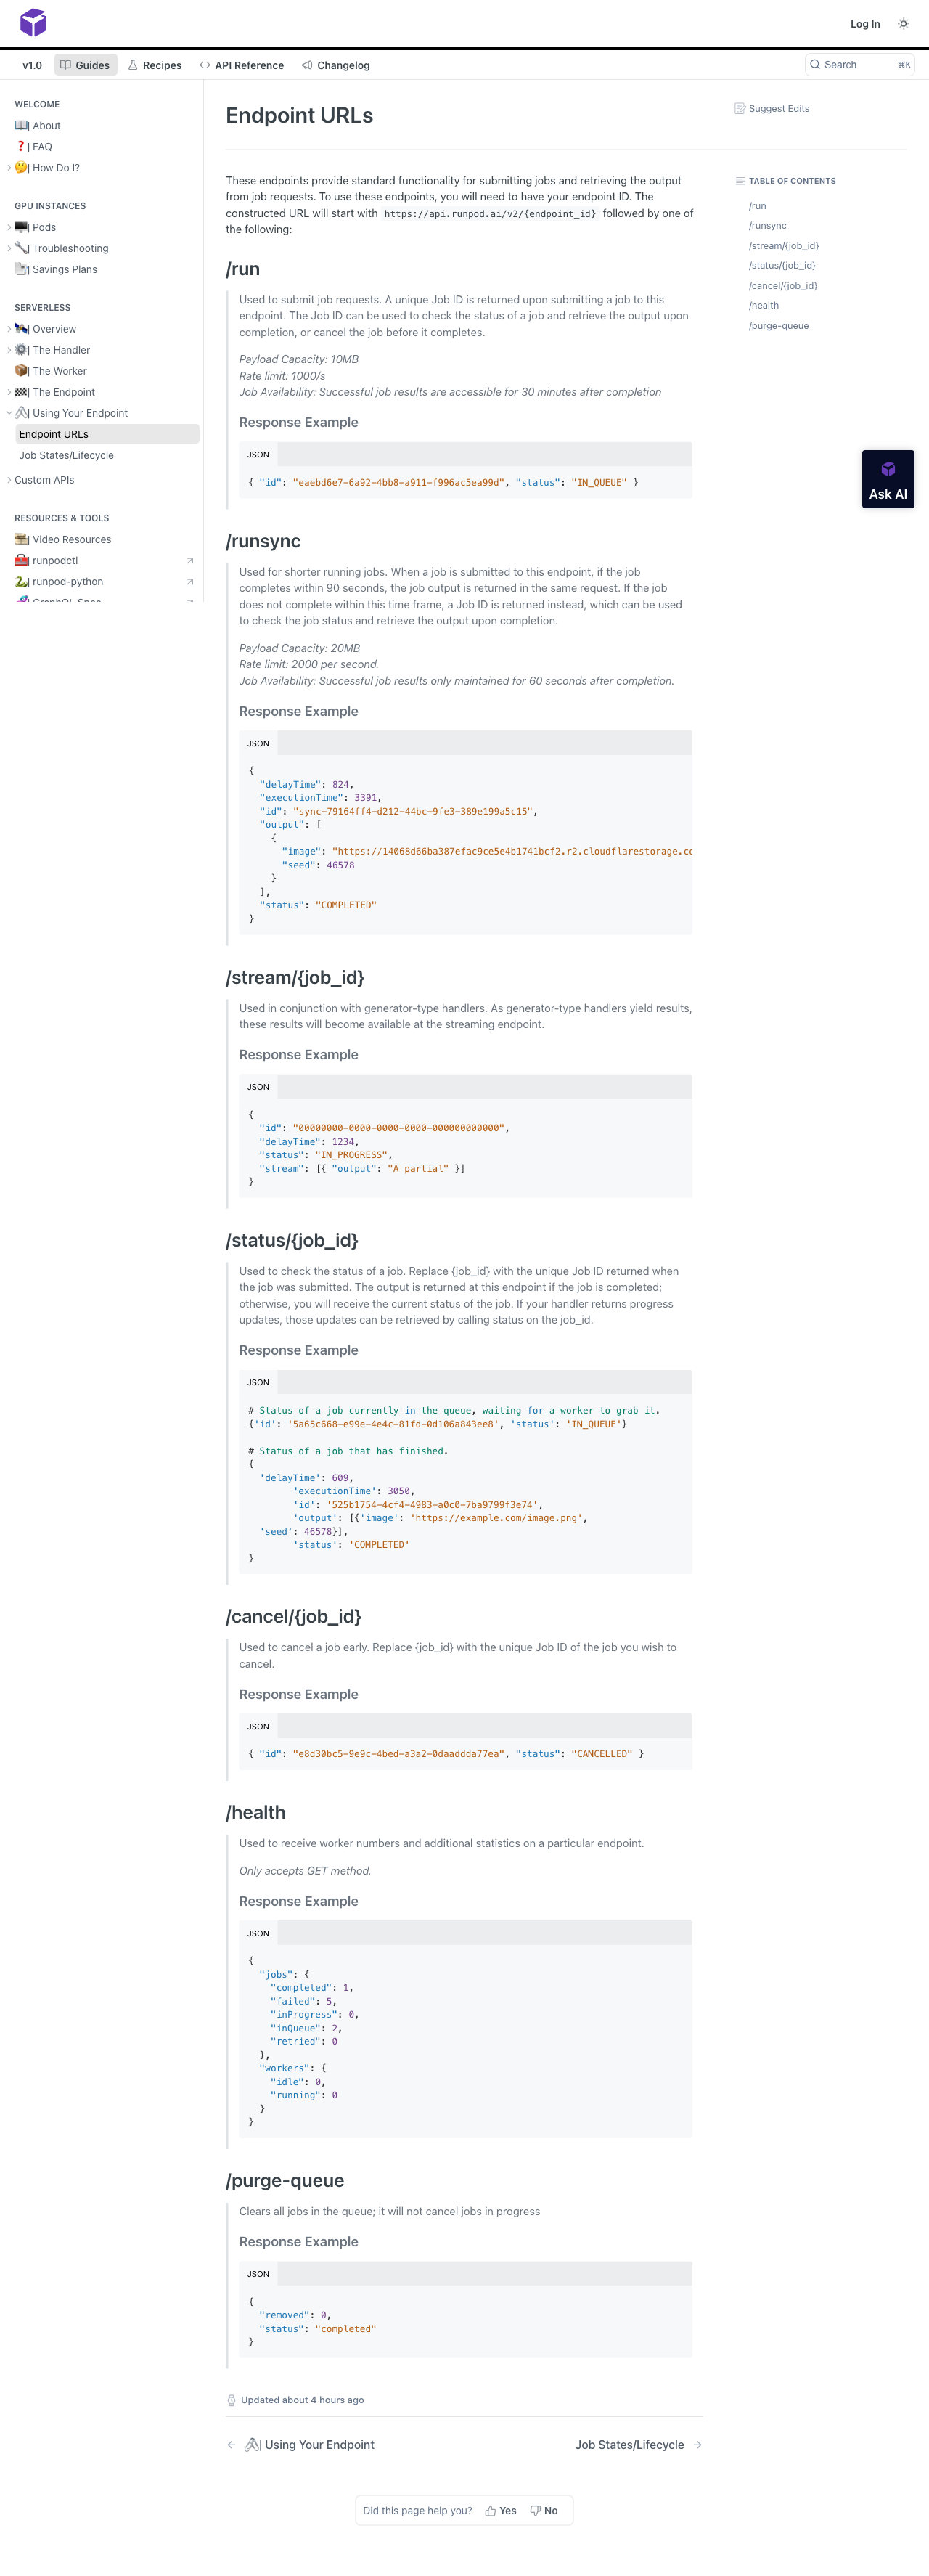 Log In
v1.0
Guides
Recipes
API Reference
Changelog
Search
⌘K
WELCOME
| About
| FAQ
| How Do I?
GPU INSTANCES
| Pods
| Troubleshooting
| Savings Plans
SERVERLESS
| Overview
| The Handler
| The Worker
| The Endpoint
| Using Your Endpoint
Endpoint URLs
Job States/Lifecycle
Custom APIs
RESOURCES & TOOLS
| Video Resources
| runpodctl
| runpod-python
| GraphQL Spec
Endpoint URLs
Suggest Edits
TABLE OF CONTENTS
/run
/runsync
/stream/{job_id}
/status/{job_id}
/cancel/{job_id}
/health
/purge-queue
Ask AI
These endpoints provide standard functionality for submitting jobs and retrieving the output
from job requests. To use these endpoints, you will need to have your endpoint ID. The
constructed URL will start with https://api.runpod.ai/v2/{endpoint_id} followed by one of
the following:
/run
Used to submit job requests. A unique Job ID is returned upon submitting a job to this
endpoint. The Job ID can be used to check the status of a job and retrieve the output upon
completion, or cancel the job before it completes.
Payload Capacity: 10MB
Rate limit: 1000/s
Job Availability: Successful job results are accessible for 30 minutes after completion
Response Example
JSON
{ "id": "eaebd6e7-6a92-4bb8-a911-f996ac5ea99d", "status": "IN_QUEUE" }
/runsync
Used for shorter running jobs. When a job is submitted to this endpoint, if the job
completes within 90 seconds, the job output is returned in the same request. If the job
does not complete within this time frame, a Job ID is returned instead, which can be used
to check the job status and retrieve the output upon completion.
Payload Capacity: 20MB
Rate limit: 2000 per second.
Job Availability: Successful job results only maintained for 60 seconds after completion.
Response Example
JSON
{
"delayTime": 824,
"executionTime": 3391,
"id": "sync-79164ff4-d212-44bc-9fe3-389e199a5c15",
"output": [
{
"image": "https://14068d66ba387efac9ce5e4b1741bcf2.r2.cloudflarestorage.co
"seed": 46578
}
],
"status": "COMPLETED"
}
/stream/{job_id}
Used in conjunction with generator-type handlers. As generator-type handlers yield results,
these results will become available at the streaming endpoint.
Response Example
JSON
{
"id": "00000000-0000-0000-0000-000000000000",
"delayTime": 1234,
"status": "IN_PROGRESS",
"stream": [{ "output": "A partial" }]
}
/status/{job_id}
Used to check the status of a job. Replace {job_id} with the unique Job ID returned when
the job was submitted. The output is returned at this endpoint if the job is completed;
otherwise, you will receive the current status of the job. If your handler returns progress
updates, those updates can be retrieved by calling status on the job_id.
Response Example
JSON
# Status of a job currently in the queue, waiting for a worker to grab it.
{'id': '5a65c668-e99e-4e4c-81fd-0d106a843ee8', 'status': 'IN_QUEUE'}
# Status of a job that has finished.
{
'delayTime': 609,
'executionTime': 3050,
'id': '525b1754-4cf4-4983-a0c0-7ba9799f3e74',
'output': [{'image': 'https://example.com/image.png',
'seed': 46578}],
'status': 'COMPLETED'
}
/cancel/{job_id}
Used to cancel a job early. Replace {job_id} with the unique Job ID of the job you wish to
cancel.
Response Example
JSON
{ "id": "e8d30bc5-9e9c-4bed-a3a2-0daaddda77ea", "status": "CANCELLED" }
/health
Used to receive worker numbers and additional statistics on a particular endpoint.
Only accepts GET method.
Response Example
JSON
{
"jobs": {
"completed": 1,
"failed": 5,
"inProgress": 0,
"inQueue": 2,
"retried": 0
},
"workers": {
"idle": 0,
"running": 0
}
}
/purge-queue
Clears all jobs in the queue; it will not cancel jobs in progress
Response Example
JSON
{
"removed": 0,
"status": "completed"
}
Updated about 4 hours ago
← | Using Your Endpoint
Job States/Lifecycle →
Did this page help you?
Yes
No